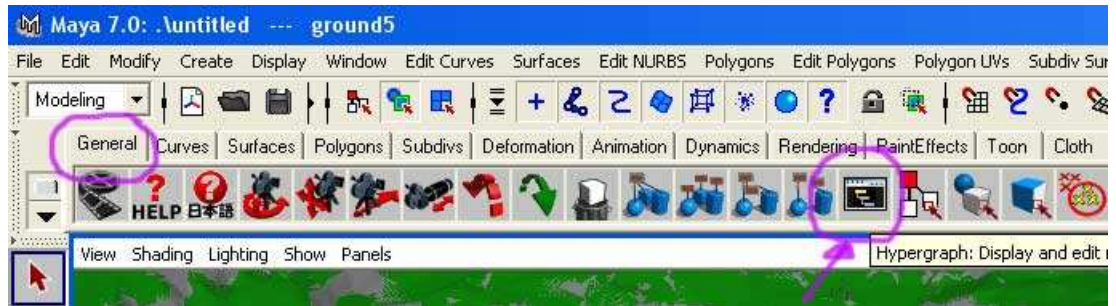 Maya 7.0: .\untitled --- ground5
File Edit Modify Create Display Window Edit Curves Surfaces Edit NURBS Polygons Edit Polygons Polygon UVs Subdiv Sur
Modeling
General Curves Surfaces Polygons Subdivs Deformation Animation Dynamics Rendering PaintEffects Toon Cloth
HELP 日本語
View Shading Lighting Show Panels
Hypergraph: Display and edit